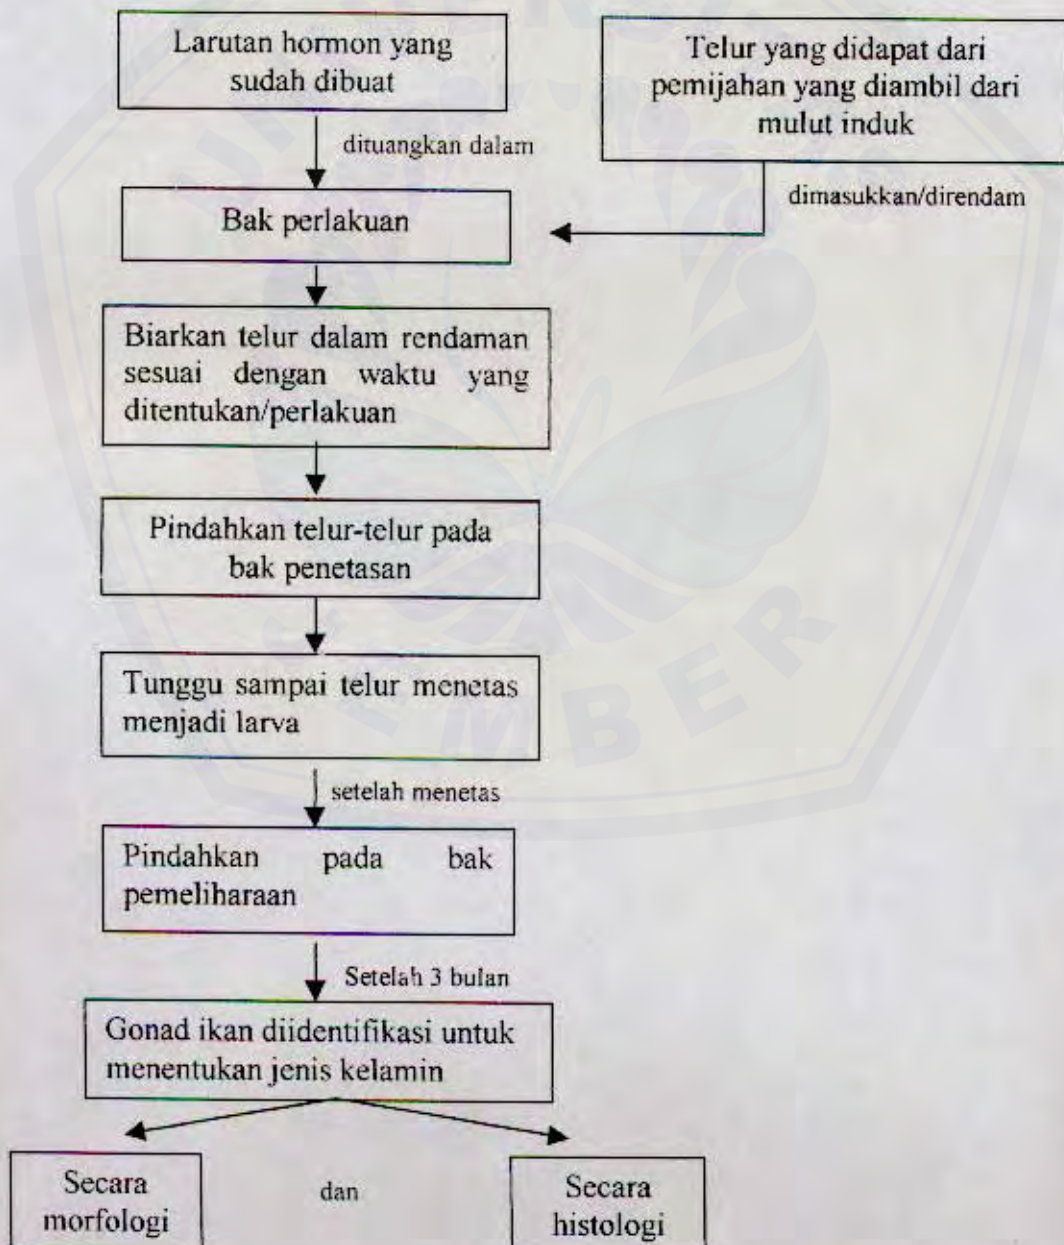 Larutan hormon yang
sudah dibuat
Telur yang didapat dari
pemijahan yang diambil dari
mulut induk
dituangkan dalam
dimasukkan/direndam
Bak perlakuan
Biarkan telur dalam rendaman
sesuai dengan waktu yang
ditentukan/perlakuan
Pindahkan telur-telur pada
bak penetasan
Tunggu sampai telur menetas
menjadi larva
setelah menetas
Pindahkan pada bak
pemeliharaan
Setelah 3 bulan
Gonad ikan diidentifikasi untuk
menentukan jenis kelamin
Secara
morfologi
dan
Secara
histologi